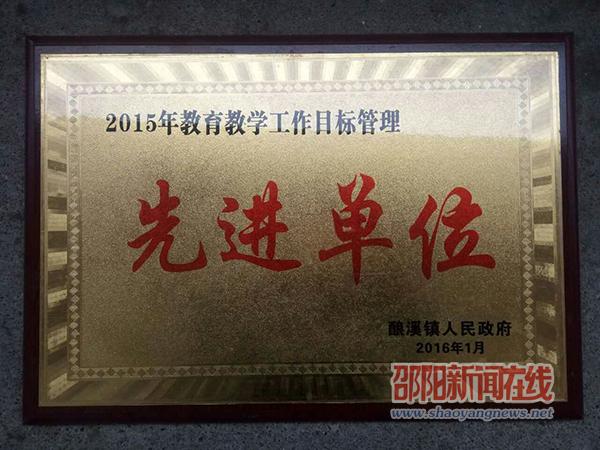 2015年教育教学工作目标管理
先进单位
酿溪镇人民政府
2016年1月
邵阳新闻在线
www.shaoyangnews.net